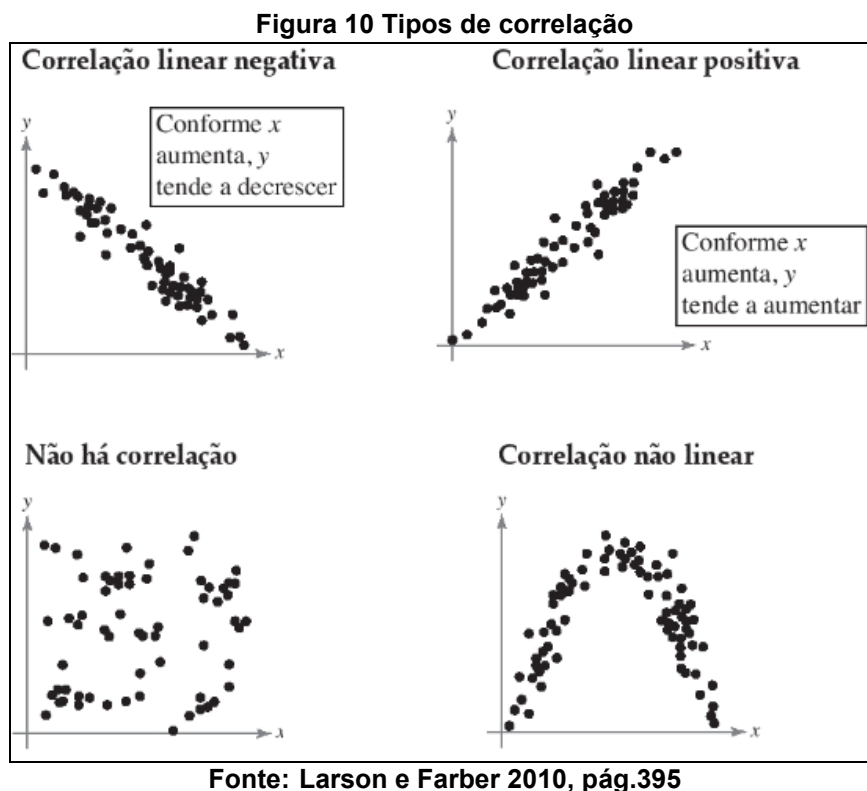 Figura 10 Tipos de correlação
Correlação linear negativa
y
Conforme x
aumenta, y
tende a decrescer
x
Correlação linear positiva
y
Conforme x
aumenta, y
tende a aumentar
x
Não há correlação
y
x
Correlação não linear
y
x
Fonte: Larson e Farber 2010, pág.395